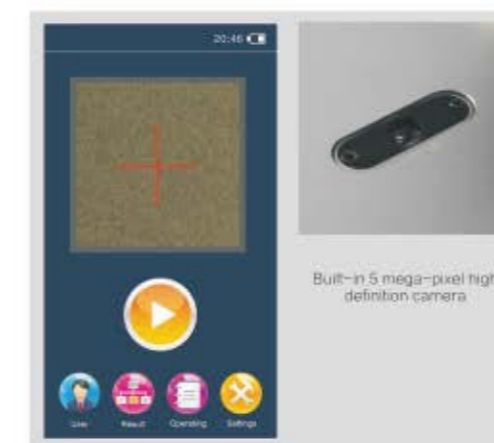 20:46
User
Result
Operating
Settings
Built-in 5 mega-pixel high
definition camera